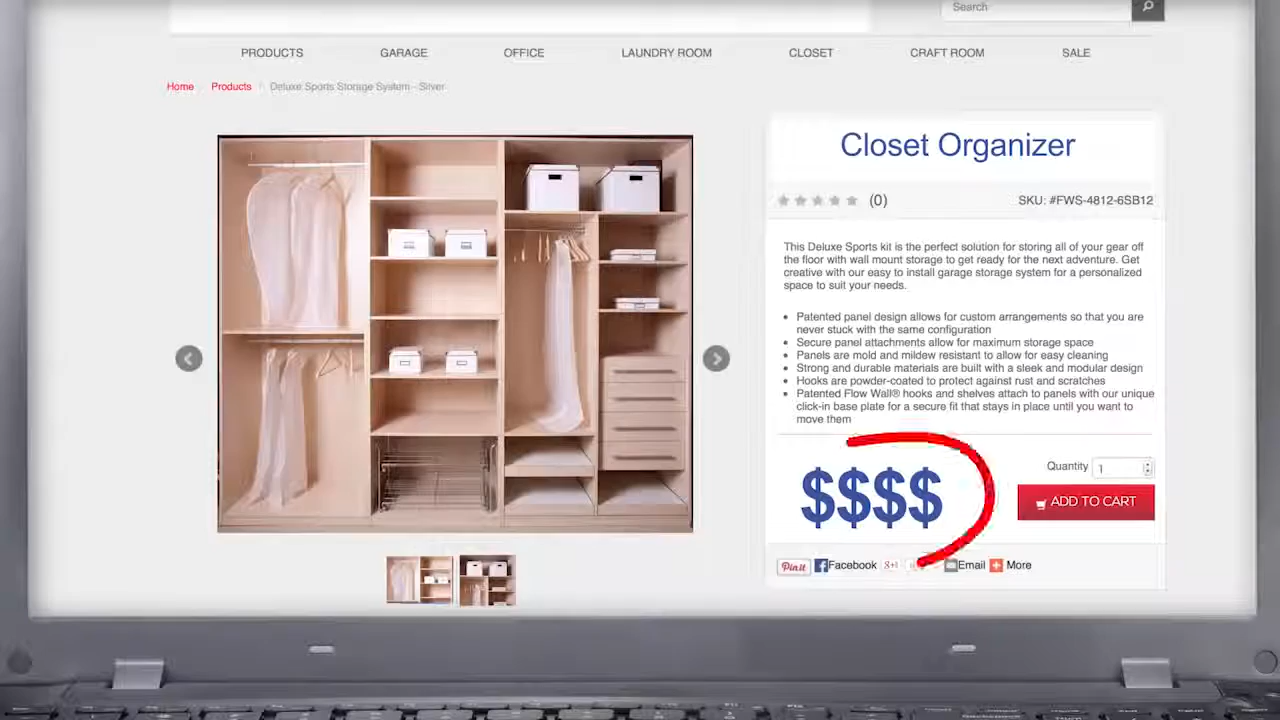 Search
PRODUCTS GARAGE OFFICE LAUNDRY ROOM CLOSET CRAFT ROOM SALE
Home Products Deluxe Sports Storage System - Silver
Closet Organizer
(0) SKU: #FWS-4812-6SB12
This Deluxe Sports kit is the perfect solution for storing all of your gear off
the floor with wall mount storage to get ready for the next adventure. Get
creative with our easy to install garage storage system for a personalized
space to suit your needs.
Patented panel design allows for custom arrangements so that you are
never stuck with the same configuration
Secure panel attachments allow for maximum storage space
Panels are mold and mildew resistant to allow for easy cleaning
Strong and durable materials are built with a sleek and modular design
Hooks are powder-coated to protect against rust and scratches
Patented Flow Wall® hooks and shelves attach to panels with our unique
click-in base plate for a secure fit that stays in place until you want to
move them
Quantity 1
$$$$
ADD TO CART
Pin it Facebook g+1 Email More